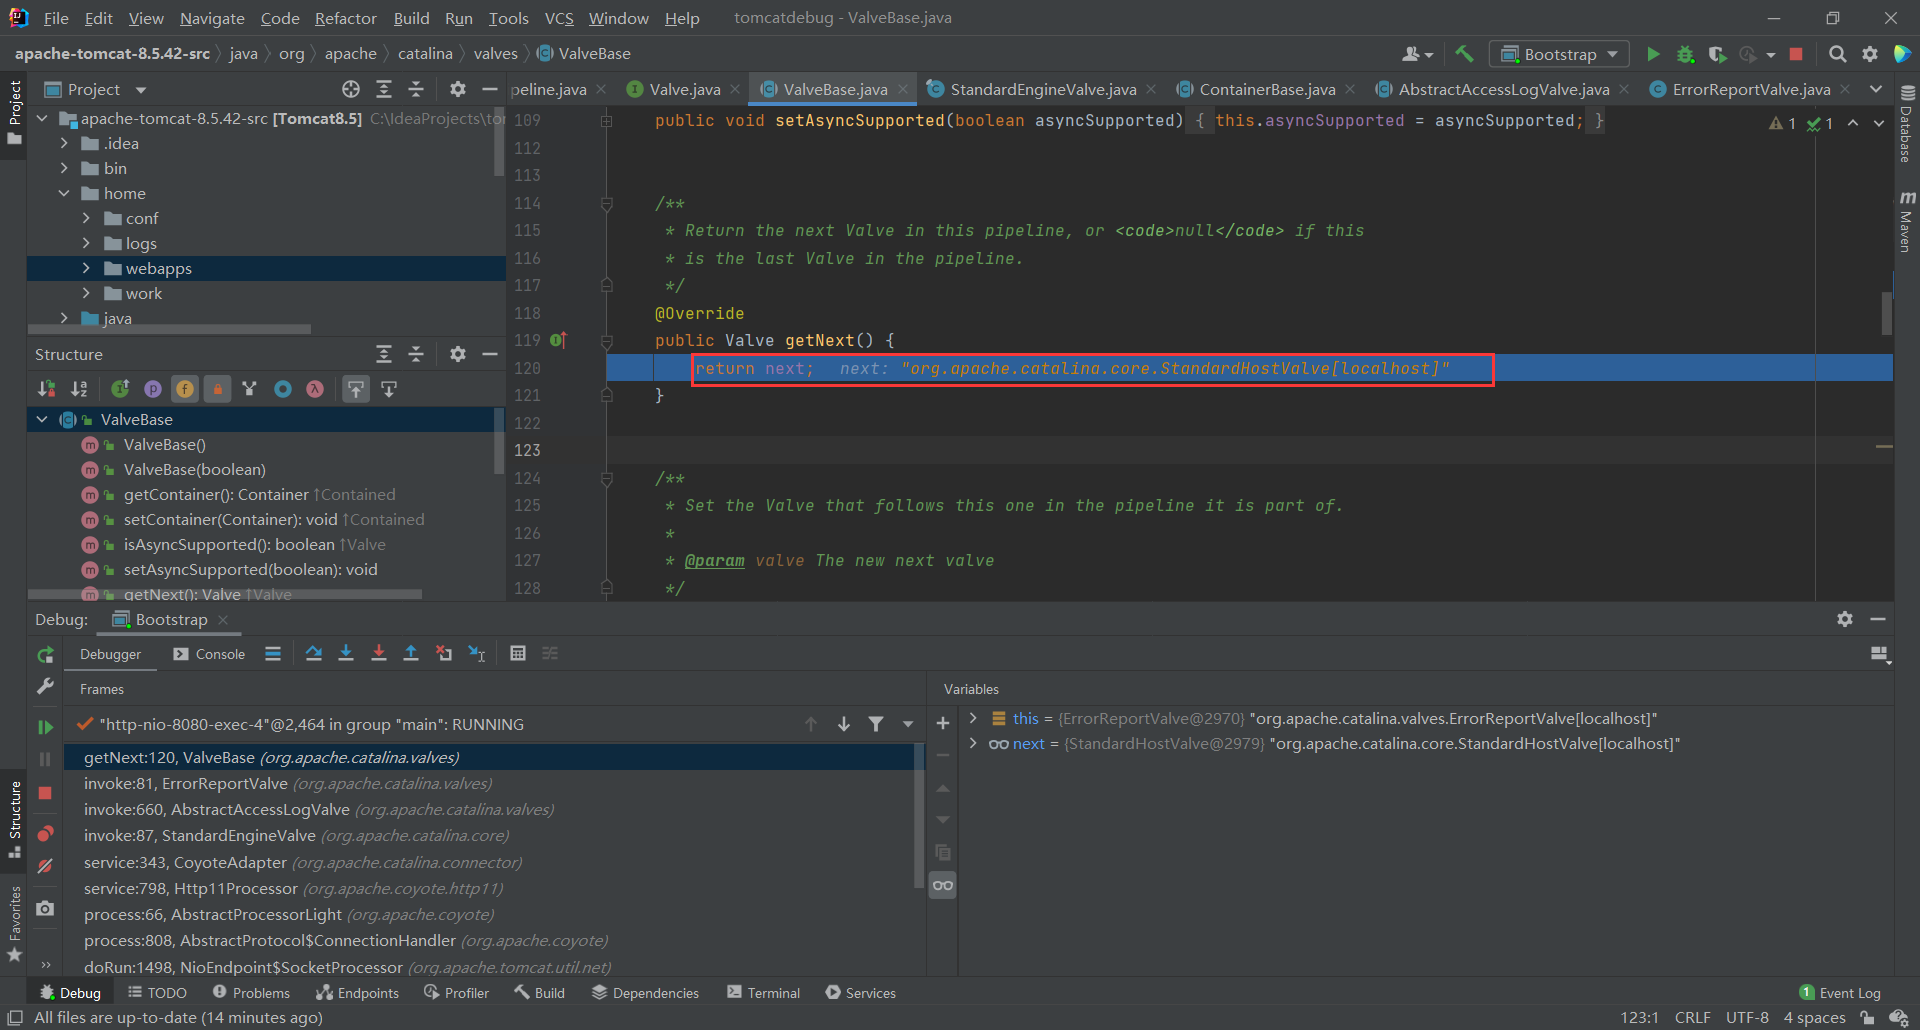 File Edit View Navigate Code Refactor Build Run Tools VCS Window Help tomcatdebug - ValveBase.java
apache-tomcat-8.5.42-src java org apache catalina valves ValveBase
Bootstrap
Project
Project
peline.java Valve.java ValveBase.java StandardEngineValve.java ContainerBase.java AbstractAccessLogValve.java ErrorReportValve.java
apache-tomcat-8.5.42-src [Tomcat8.5] C:\IdeaProjects\tor
.idea
bin
home
conf
logs
webapps
work
java
Database
Maven
1 1
109 public void setAsyncSupported(boolean asyncSupported) { this.asyncSupported = asyncSupported; }
112
113
114 /**
115 * Return the next Valve in this pipeline, or <code>null</code> if this
116 * is the last Valve in the pipeline.
117 */
118 @Override
119 public Valve getNext() {
120 return next; next: "org.apache.catalina.core.StandardHostValve[localhost]"
121 }
122
123
124 /**
125 * Set the Valve that follows this one in the pipeline it is part of.
126 *
127 * @param valve The new next valve
128 */
Structure
ValveBase
ValveBase()
ValveBase(boolean)
getContainer(): Container ↑Contained
setContainer(Container): void ↑Contained
isAsyncSupported(): boolean ↑Valve
setAsyncSupported(boolean): void
getNext(): Valve ↑Valve
Debug: Bootstrap
Debugger Console
Frames
"http-nio-8080-exec-4"@2,464 in group "main": RUNNING
getNext:120, ValveBase (org.apache.catalina.valves)
invoke:81, ErrorReportValve (org.apache.catalina.valves)
invoke:660, AbstractAccessLogValve (org.apache.catalina.valves)
invoke:87, StandardEngineValve (org.apache.catalina.core)
service:343, CoyoteAdapter (org.apache.catalina.connector)
service:798, Http11Processor (org.apache.coyote.http11)
process:66, AbstractProcessorLight (org.apache.coyote)
process:808, AbstractProtocol$ConnectionHandler (org.apache.coyote)
doRun:1498, NioEndpoint$SocketProcessor (org.apache.tomcat.util.net)
Variables
this = {ErrorReportValve@2970} "org.apache.catalina.valves.ErrorReportValve[localhost]"
next = {StandardHostValve@2979} "org.apache.catalina.core.StandardHostValve[localhost]"
Structure
Favorites
Debug TODO Problems Endpoints Profiler Build Dependencies Terminal Services 1 Event Log
All files are up-to-date (14 minutes ago) 123:1 CRLF UTF-8 4 spaces